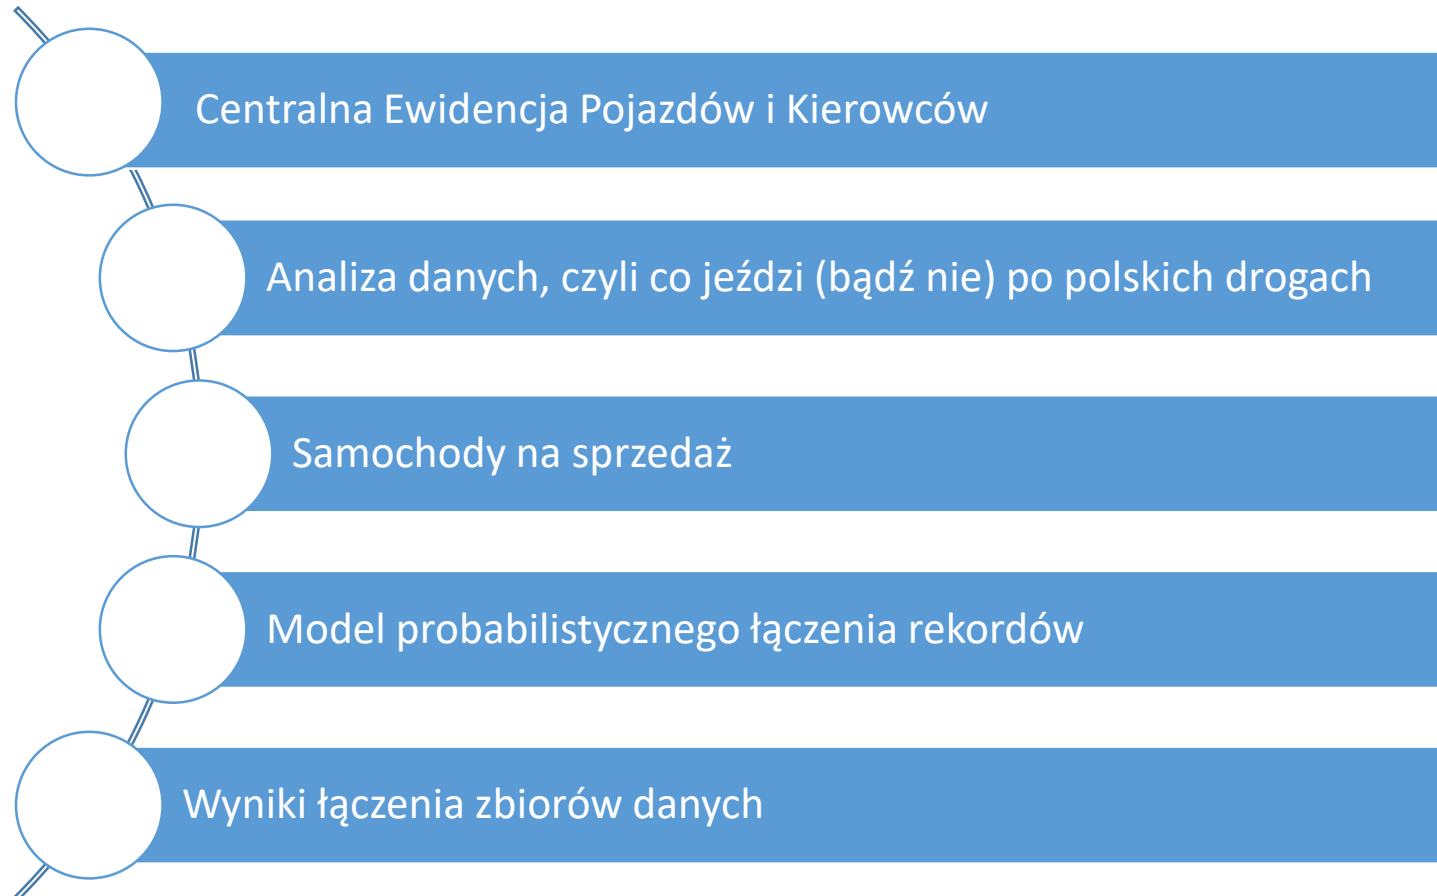 Centralna Ewidencja Pojazdów i Kierowców
Analiza danych, czyli co jeździ (bądź nie) po polskich drogach
Samochody na sprzedaż
Model probabilistycznego łączenia rekordów
Wyniki łączenia zbiorów danych